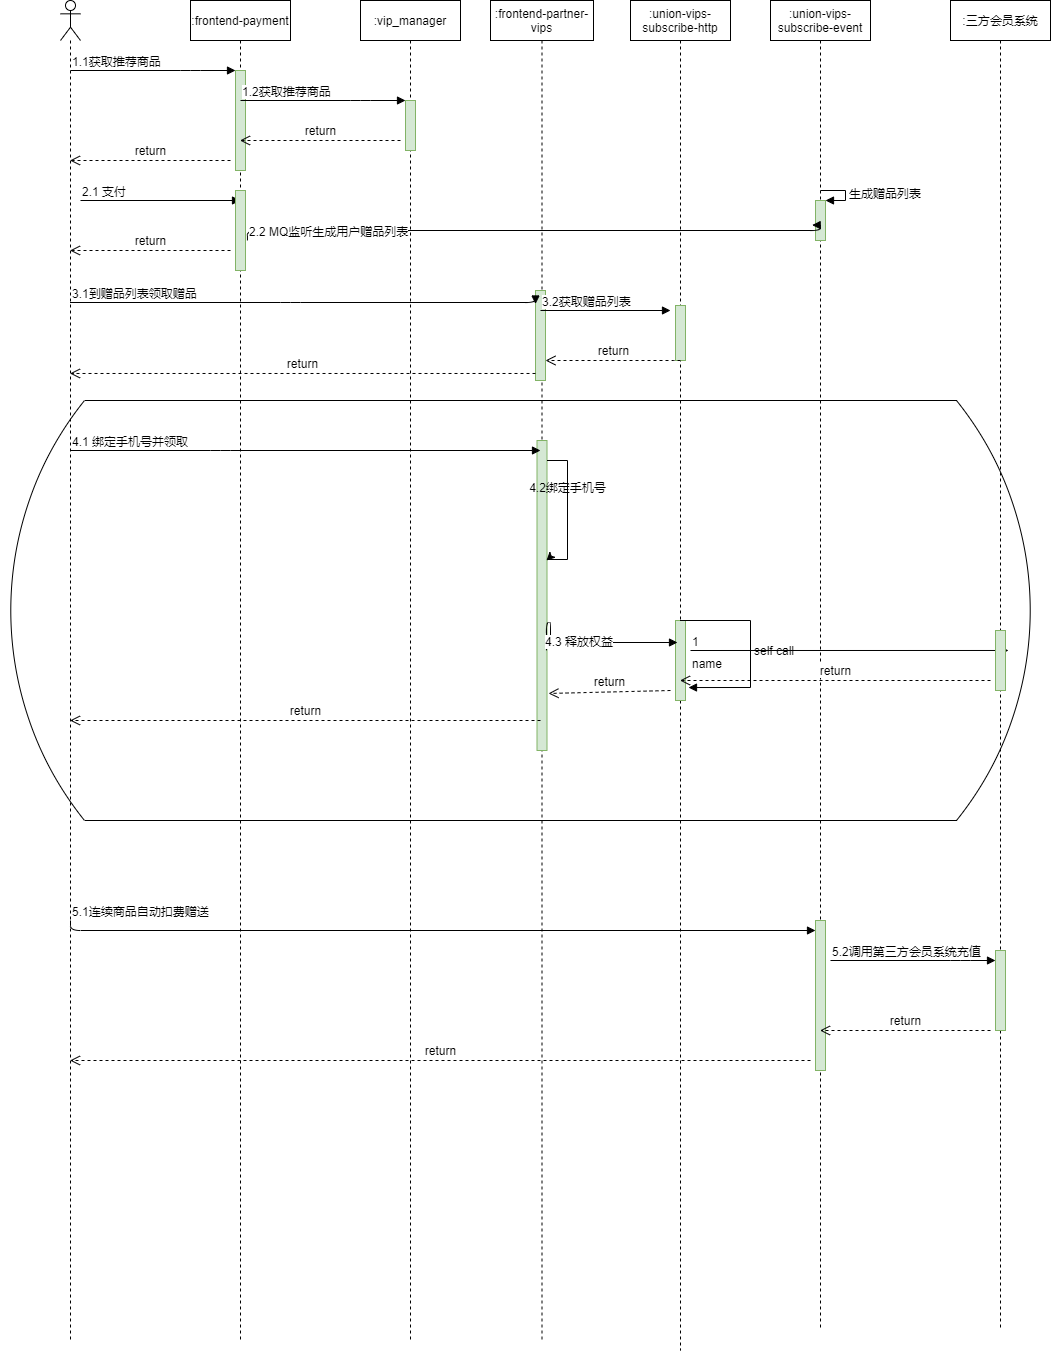 :frontend-payment
:vip_manager
:frontend-partner-
vips
:union-vips-
subscribe-http
:union-vips-
subscribe-event
:三方会员系统
1.1获取推荐商品
1.2获取推荐商品
return
return
2.1 支付
生成赠品列表
2.2 MQ监听生成用户赠品列表
return
3.1到赠品列表领取赠品
3.2获取赠品列表
return
return
4.1 绑定手机号并领取
4.2绑定手机号
4.3 释放权益
1
self call
name
return
return
return
5.1连续商品自动扣费赠送
5.2调用第三方会员系统充值
return
return